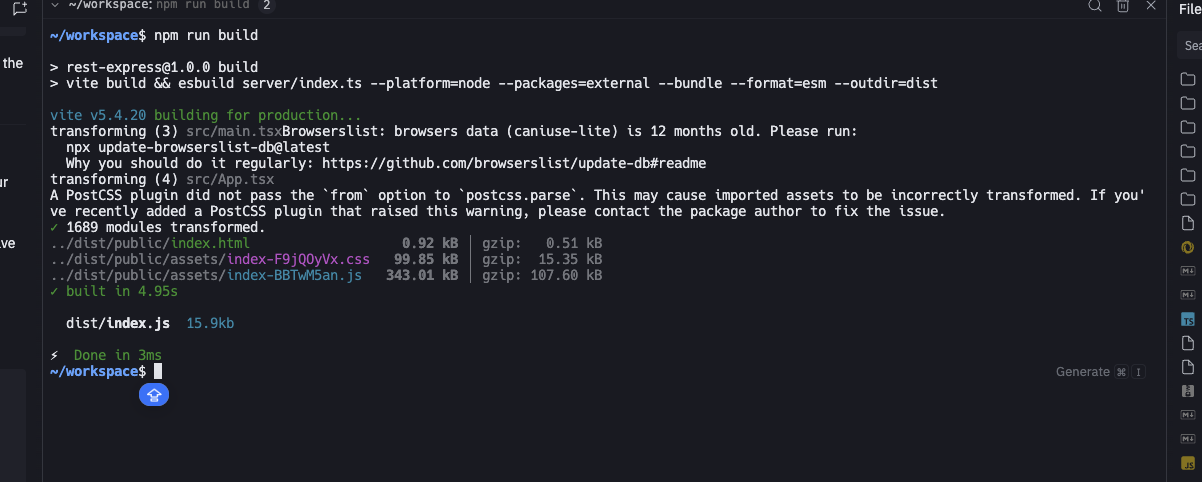 ~/workspace: npm run build 2
File
~/workspace$ npm run build
Sea
> rest-express@1.0.0 build
the
> vite build && esbuild server/index.ts --platform=node --packages=external --bundle --format=esm --outdir=dist
vite v5.4.20 building for production...
transforming (3) src/main.tsxBrowserslist: browsers data (caniuse-lite) is 12 months old. Please run:
npx update-browserslist-db@latest
Why you should do it regularly: https://github.com/browserslist/update-db#readme
transforming (4) src/App.tsx
ur
A PostCSS plugin did not pass the `from` option to `postcss.parse`. This may cause imported assets to be incorrectly transformed. If you'
ve recently added a PostCSS plugin that raised this warning, please contact the package author to fix the issue.
✓ 1689 modules transformed.
../dist/public/index.html 0.92 kB │ gzip: 0.51 kB
ve
../dist/public/assets/index-F9jQOyVx.css 99.85 kB │ gzip: 15.35 kB
../dist/public/assets/index-BBTwM5an.js 343.01 kB │ gzip: 107.60 kB
✓ built in 4.95s
dist/index.js 15.9kb
TS
⚡ Done in 3ms
~/workspace$
Generate ⌘ I
M↓
M↓
M↓
M↓
JS